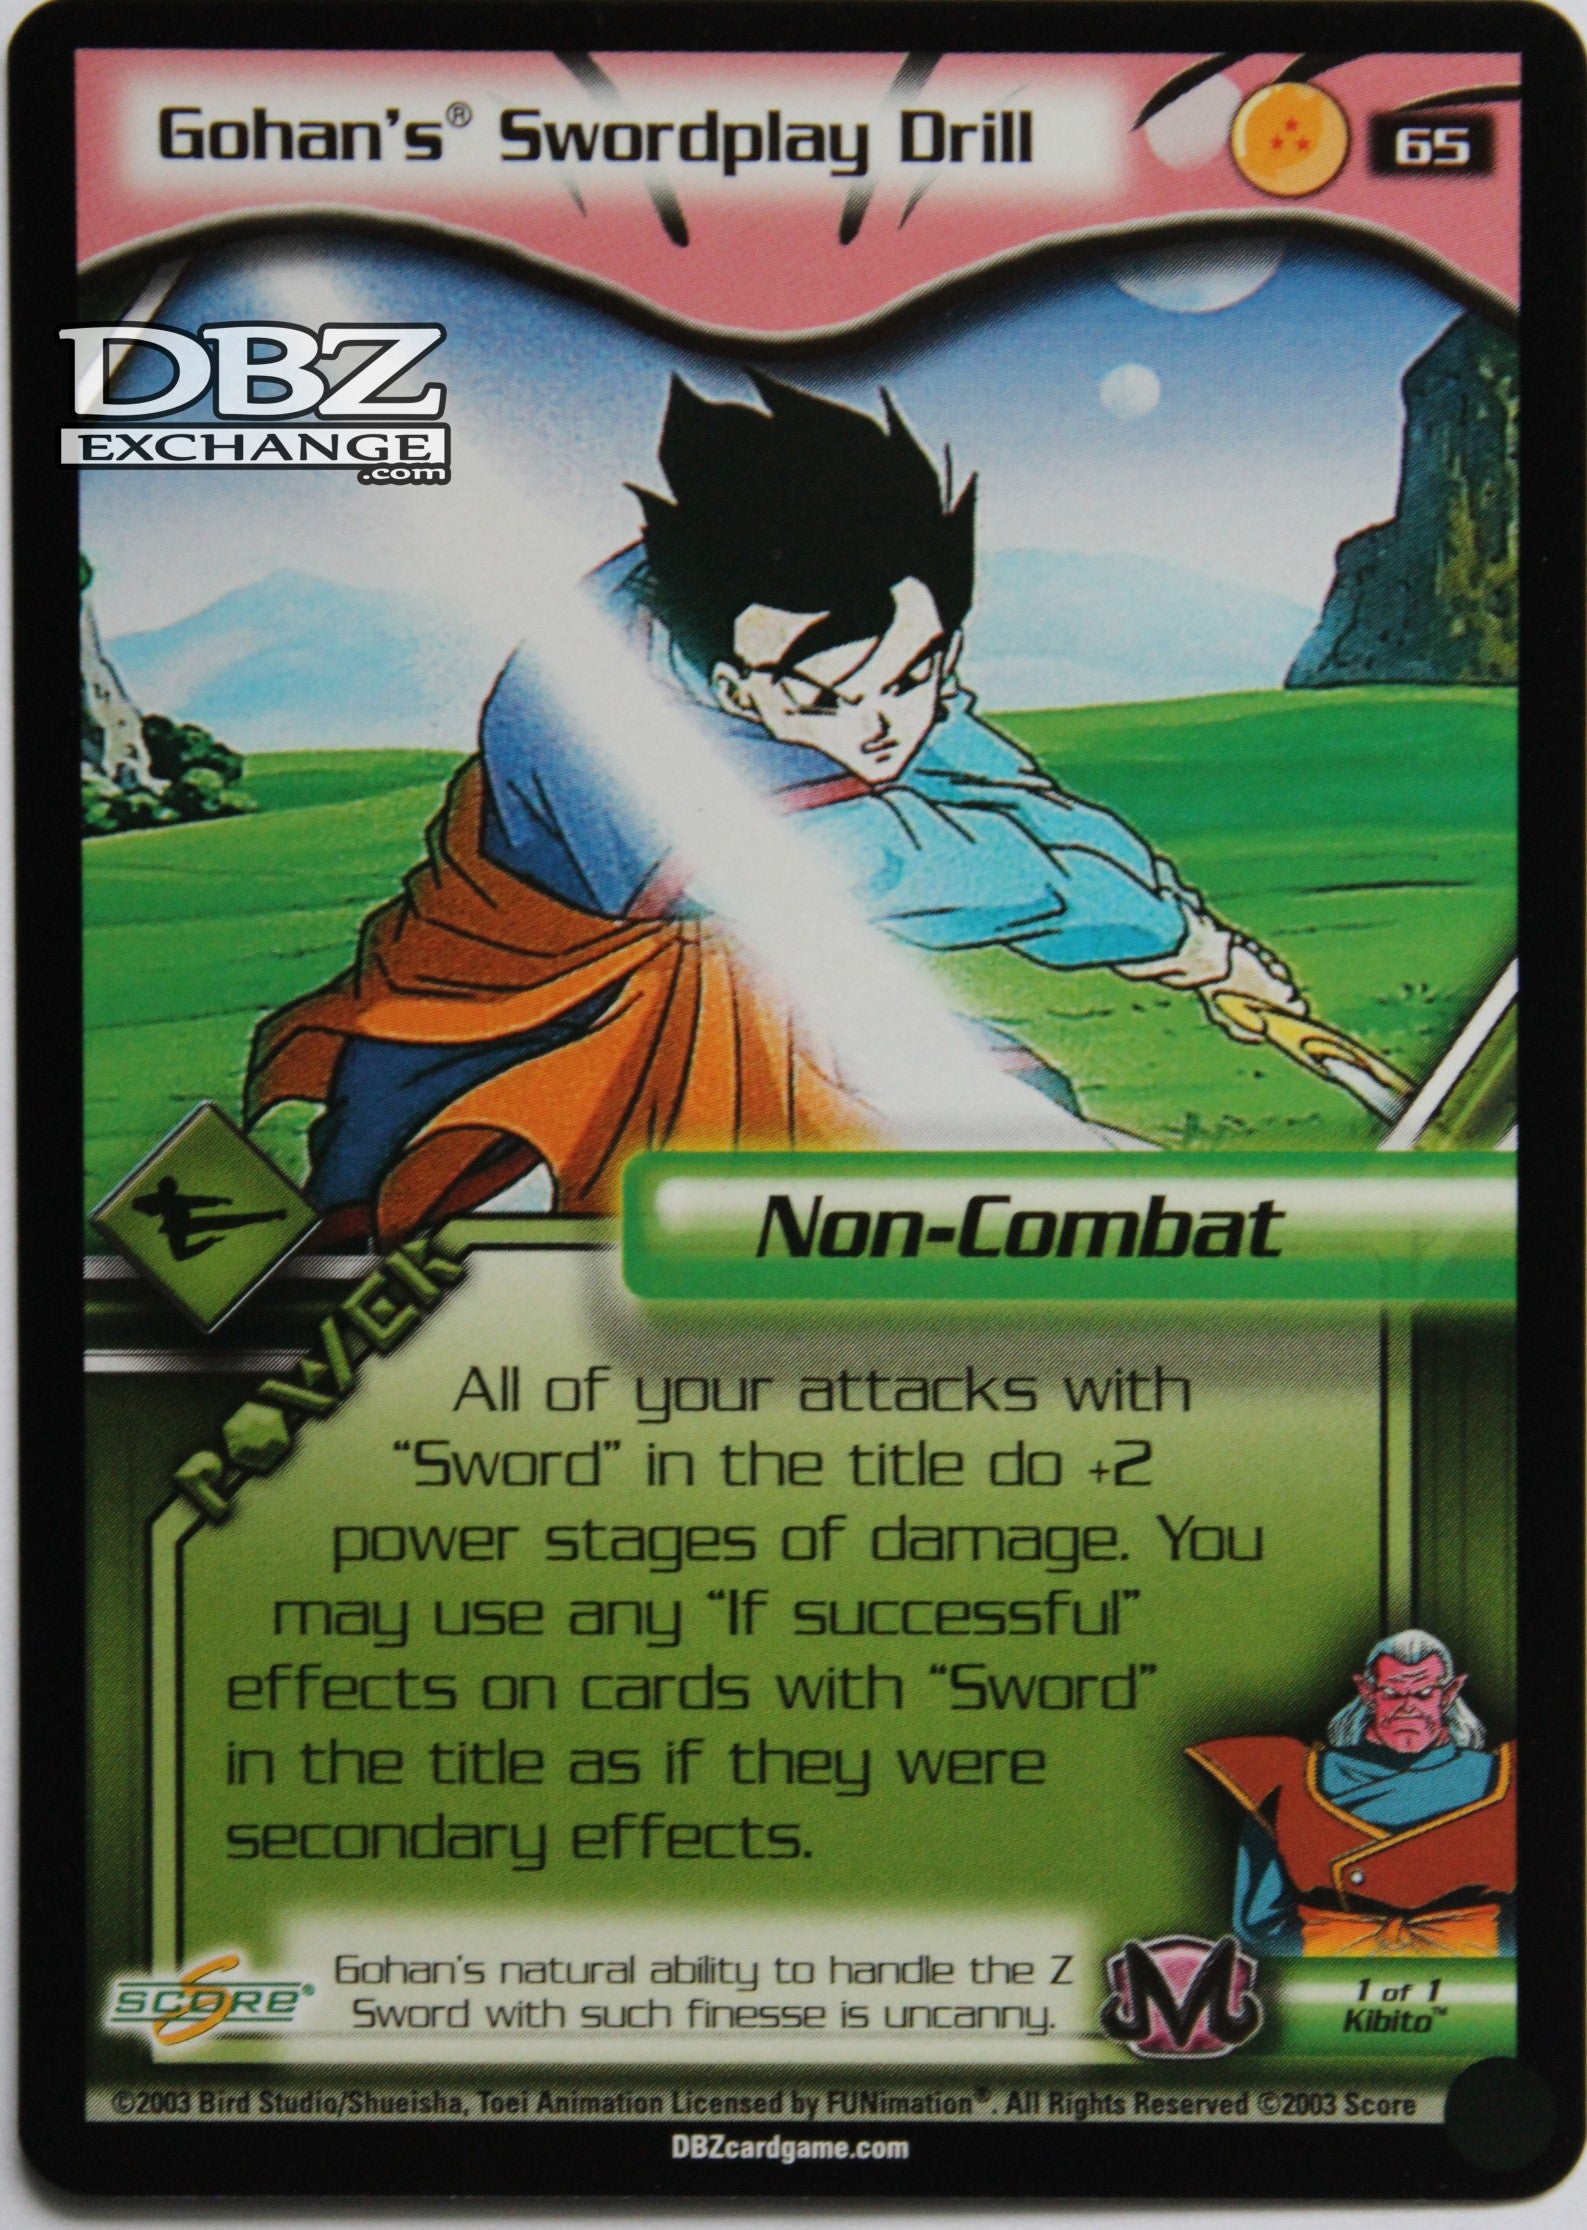 Gohan's® Swordplay Drill
65
DBZ
EXCHANGE
.com
Non-Combat
POWER
All of your attacks with
“Sword” in the title do +2
power stages of damage. You
may use any “If successful”
effects on cards with “Sword”
in the title as if they were
secondary effects.
Gohan's natural ability to handle the Z
Sword with such finesse is uncanny.
SCORE®
M
1 of 1
Kibito™
©2003 Bird Studio/Shueisha, Toei Animation Licensed by FUNimation®. All Rights Reserved ©2003 Score
DBZcardgame.com